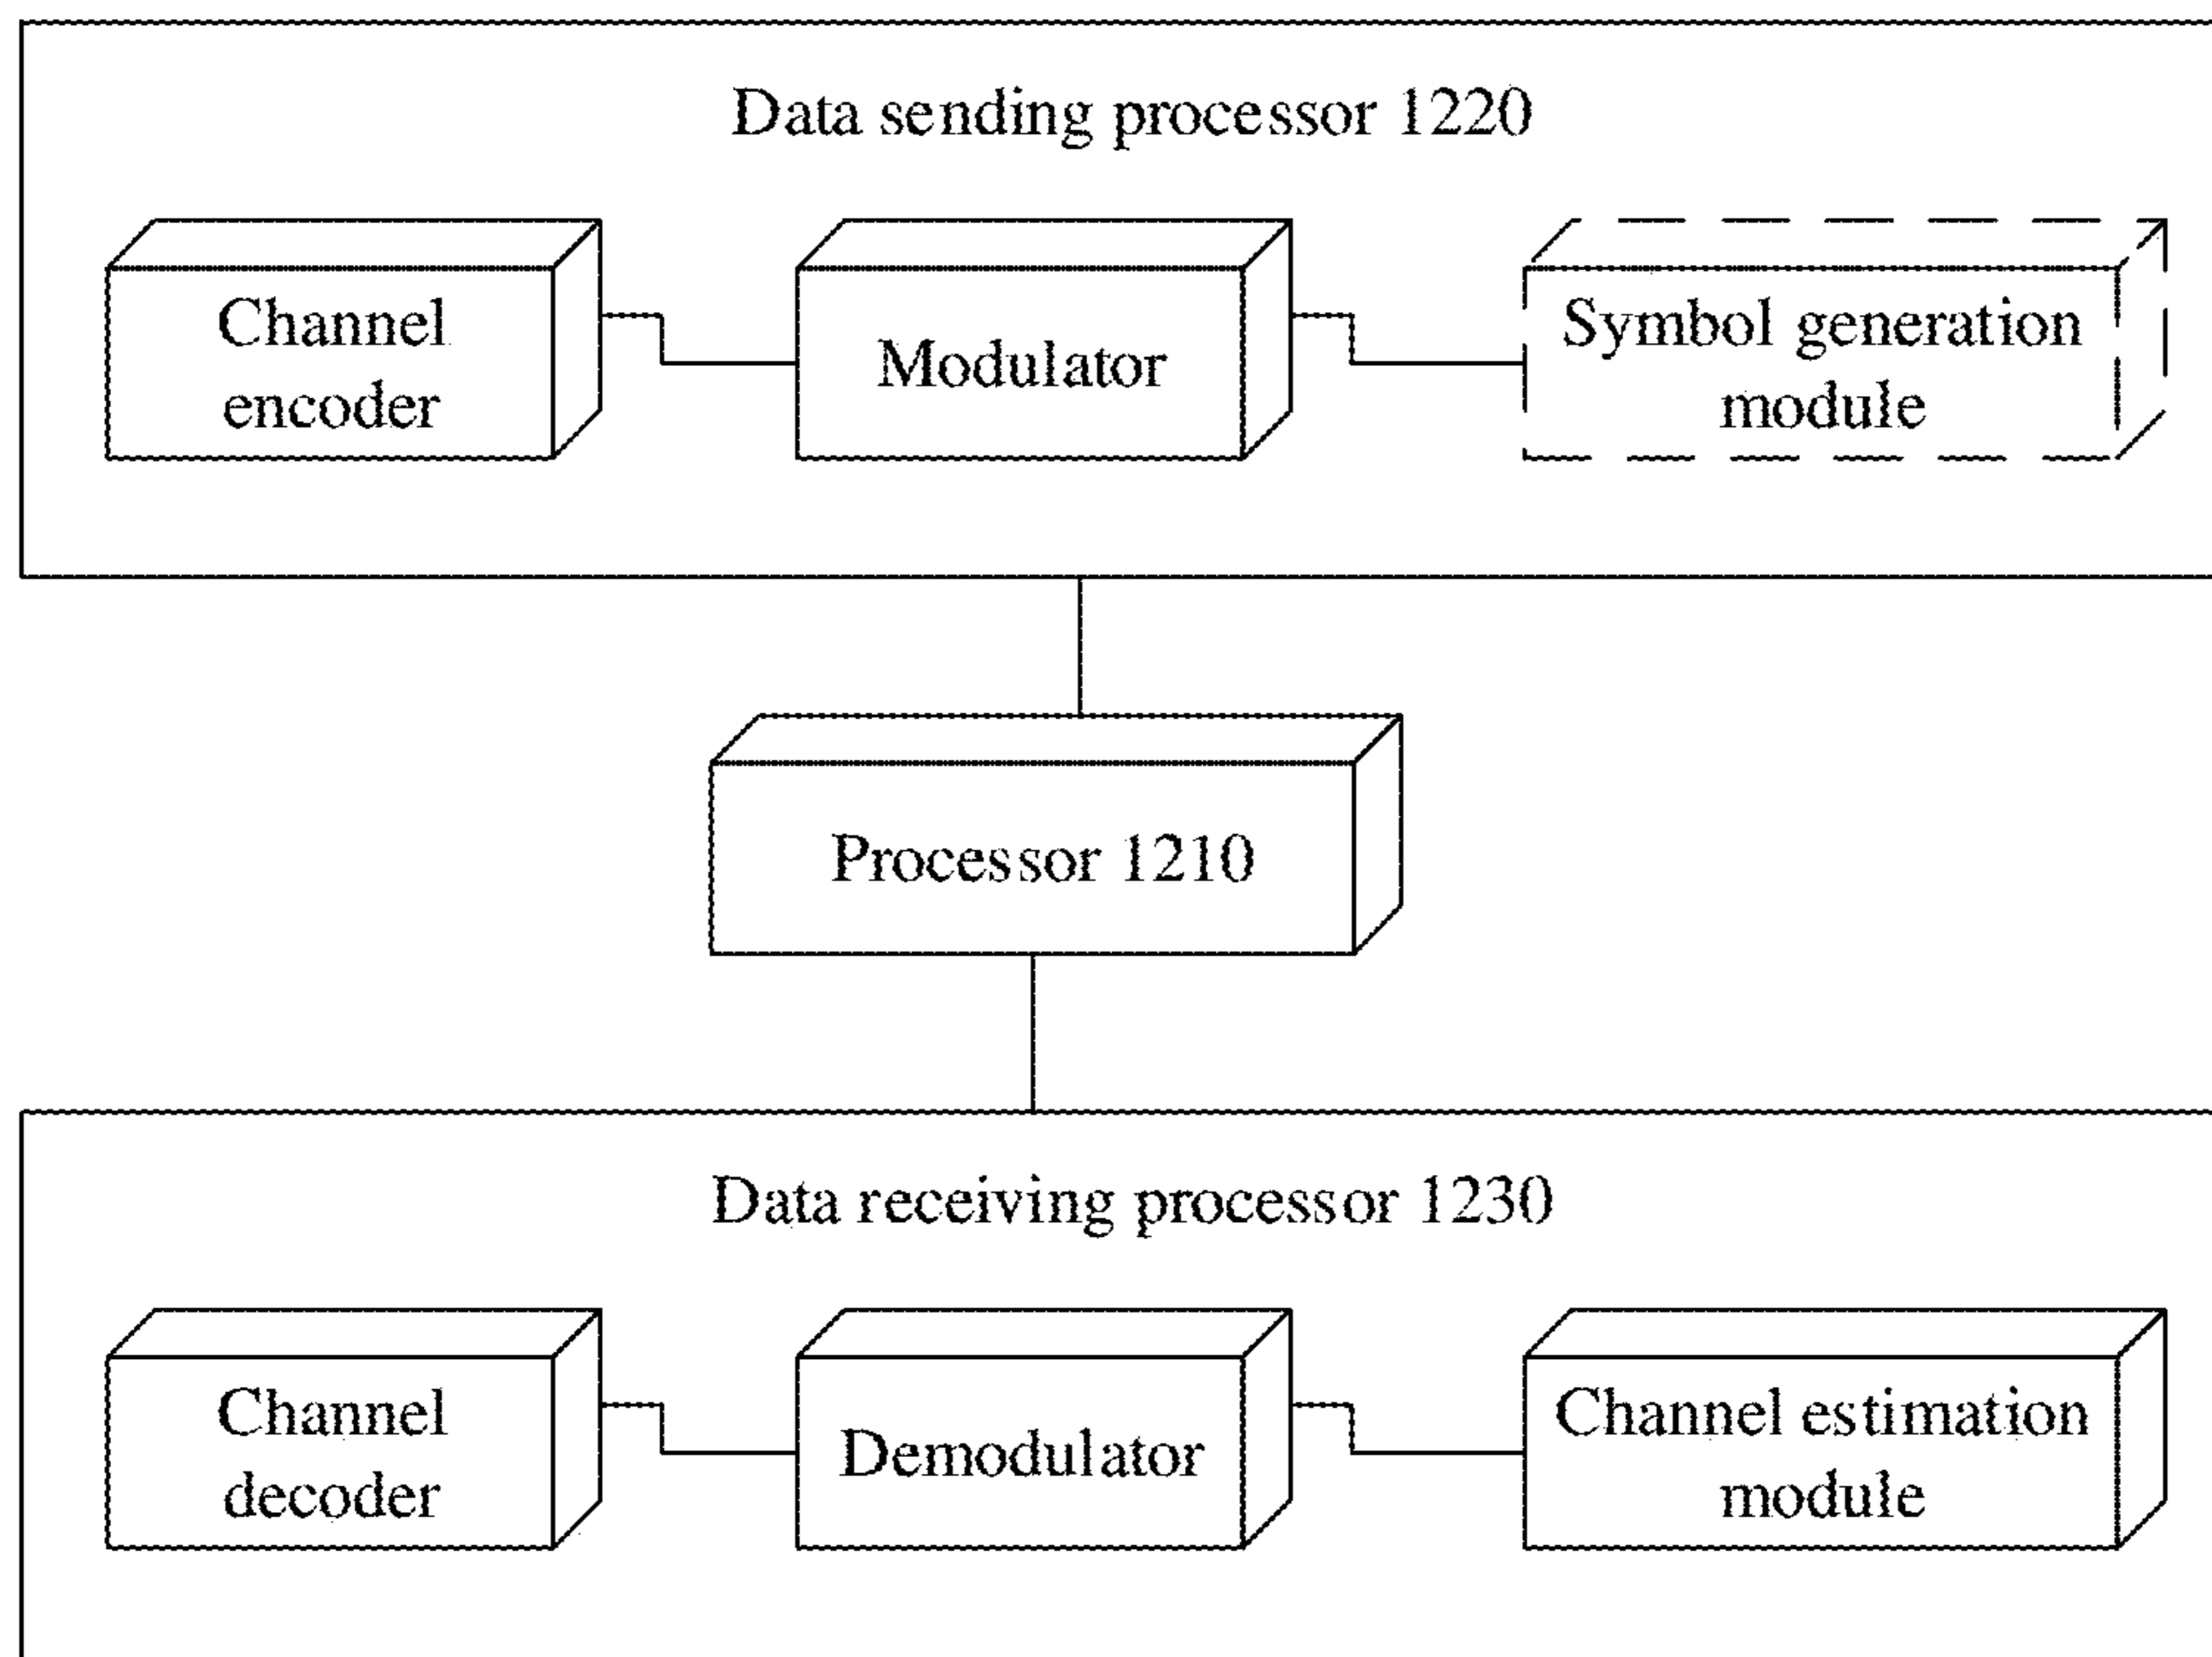 Data sending processor 1220
Channel
encoder
Modulator
Symbol generation
module
Processor 1210
Data receiving processor 1230
Channel
decoder
Demodulator
Channel estimation
module